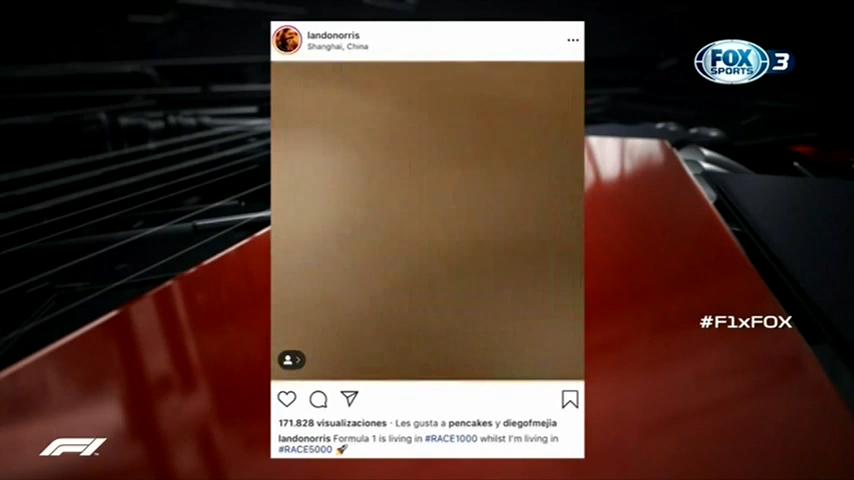 landonorris
Shanghai, China
FOX
SPORTS
3
#F1xFOX
171.828 visualizaciones · Les gusta a pencakes y diegofmejia
landonorris Formula 1 is living in #RACE1000 whilst I'm living in
#RACE5000 🚀
F1